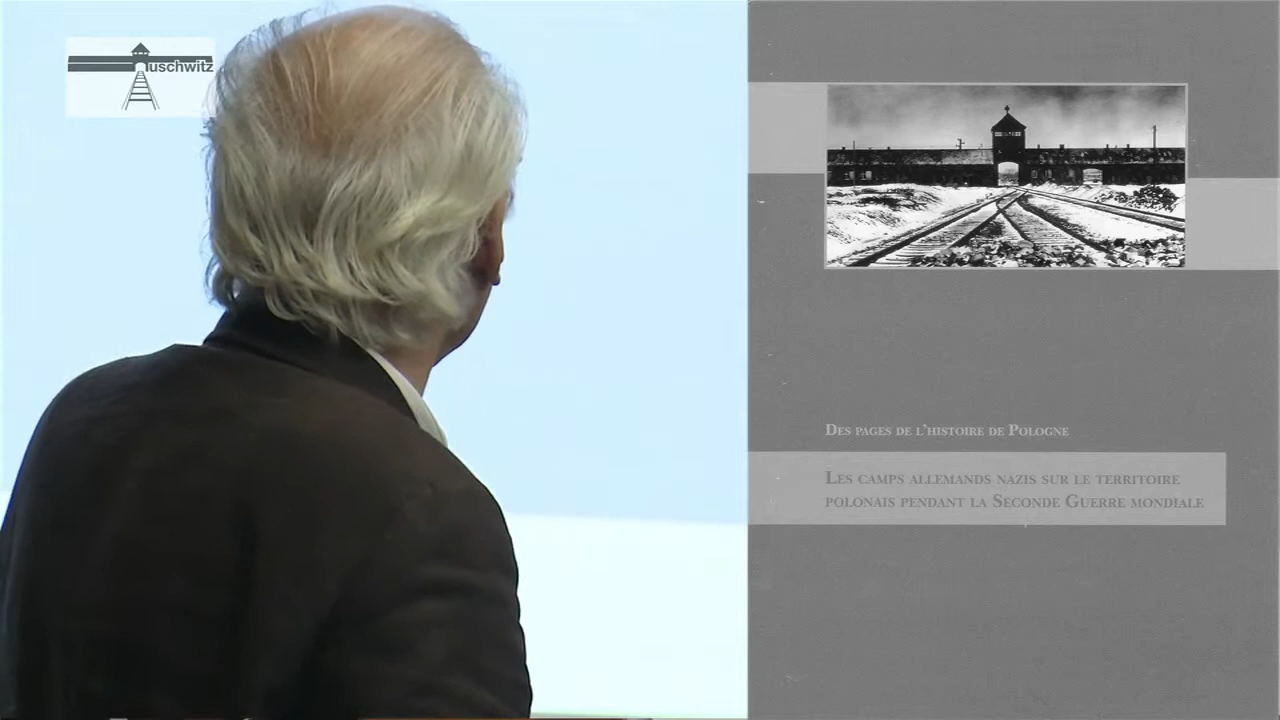 uschwitz
Des pages de l'histoire de Pologne
Les camps allemands nazis sur le territoire
polonais pendant la Seconde Guerre mondiale